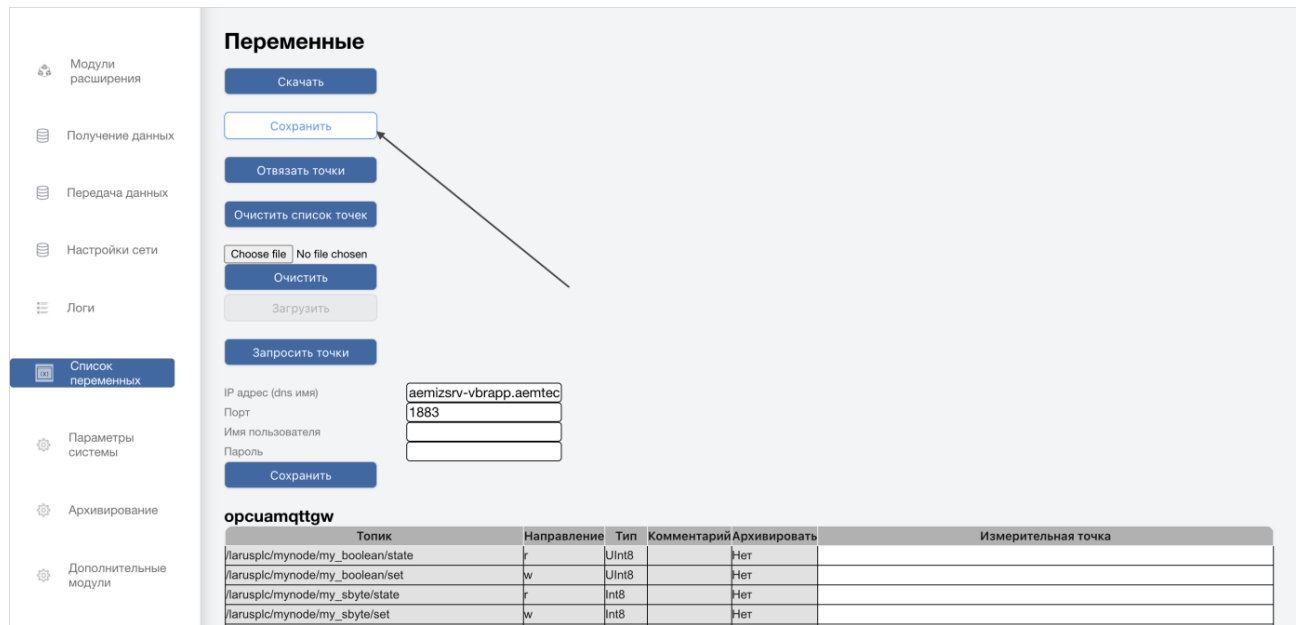 Переменные
Модули
расширения
Скачать
Сохранить
Получение данных
Отвязать точки
Передача данных
Очистить список точек
Настройки сети
Choose file No file chosen
Очистить
Логи
Загрузить
Запросить точки
Список
переменных
IP адрес (dns имя) aemizsrv-vbrapp.aemtec
Порт 1883
Имя пользователя
Параметры
системы
Пароль
Сохранить
Архивирование
opcuamqttgw
Топик Направление Тип Комментарий Архивировать Измерительная точка
/larusplc/mynode/my_boolean/state r UInt8 Нет
/larusplc/mynode/my_boolean/set w UInt8 Нет
Дополнительные
модули
/larusplc/mynode/my_sbyte/state r Int8 Нет
/larusplc/mynode/my_sbyte/set w Int8 Нет